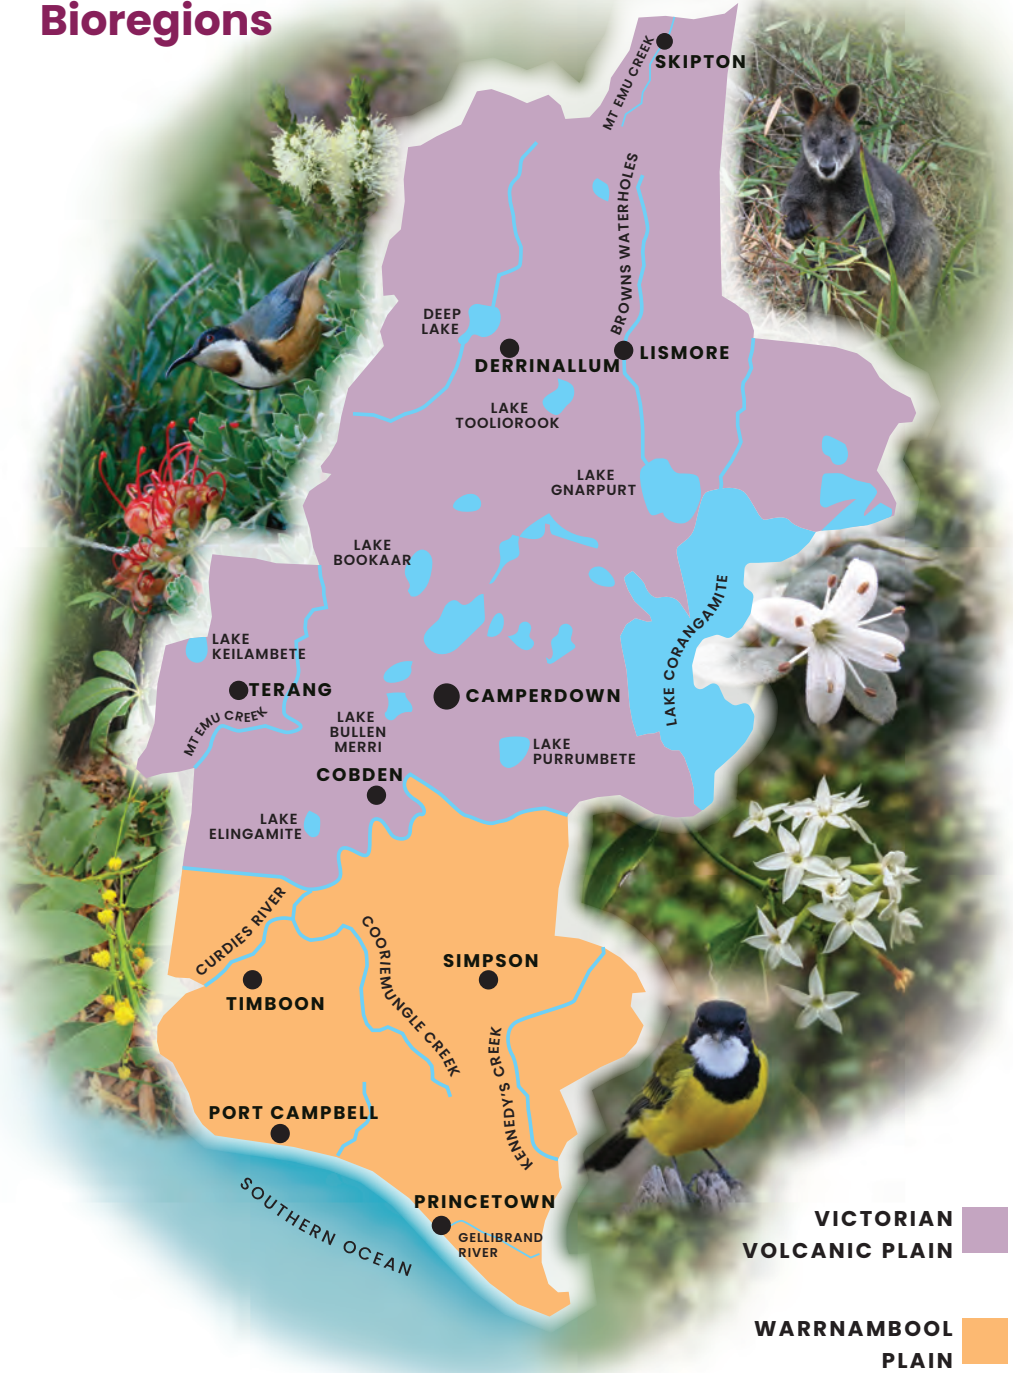 Bioregions
SKIPTON
MT EMU CREEK
BROWNS WATERHOLES
DEEP
LAKE
DERRINALLUM
LISMORE
LAKE
TOOLIOROOK
LAKE
GNARPURT
LAKE
BOOKAAR
LAKE CORANGAMITE
LAKE
KEILAMBETE
TERANG
CAMPERDOWN
MT EMU CREEK
LAKE
BULLEN
MERRI
LAKE
PURRUMBETE
COBDEN
LAKE
ELINGAMITE
CURDIES RIVER
COORIEMUNGLE CREEK
SIMPSON
TIMBOON
KENNEDY'S CREEK
PORT CAMPBELL
SOUTHERN OCEAN
PRINCETOWN
GELLIBRAND
RIVER
VICTORIAN
VOLCANIC PLAIN
WARRNAMBOOL
PLAIN